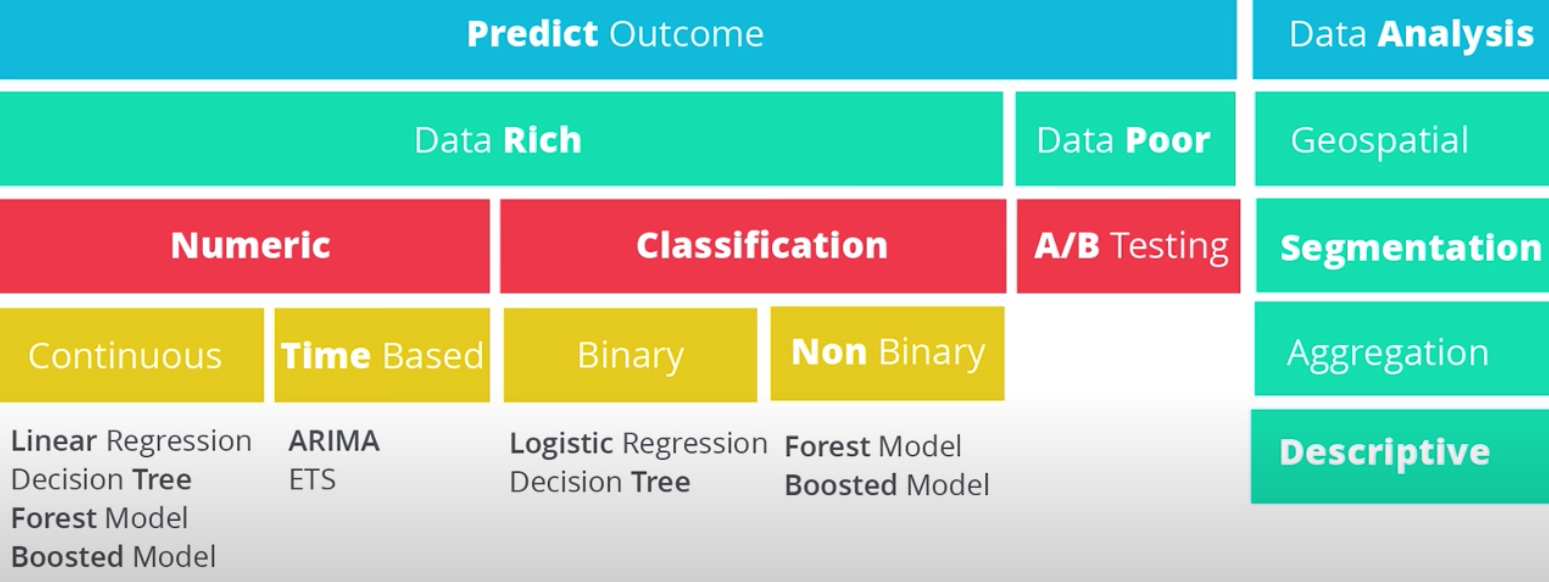 Predict Outcome
Data Analysis
Data Rich
Data Poor
Geospatial
Numeric
Classification
A/B Testing
Segmentation
Continuous
Time Based
Binary
Non Binary
Aggregation
Linear Regression
Decision Tree
Forest Model
Boosted Model
ARIMA
ETS
Logistic Regression
Decision Tree
Forest Model
Boosted Model
Descriptive